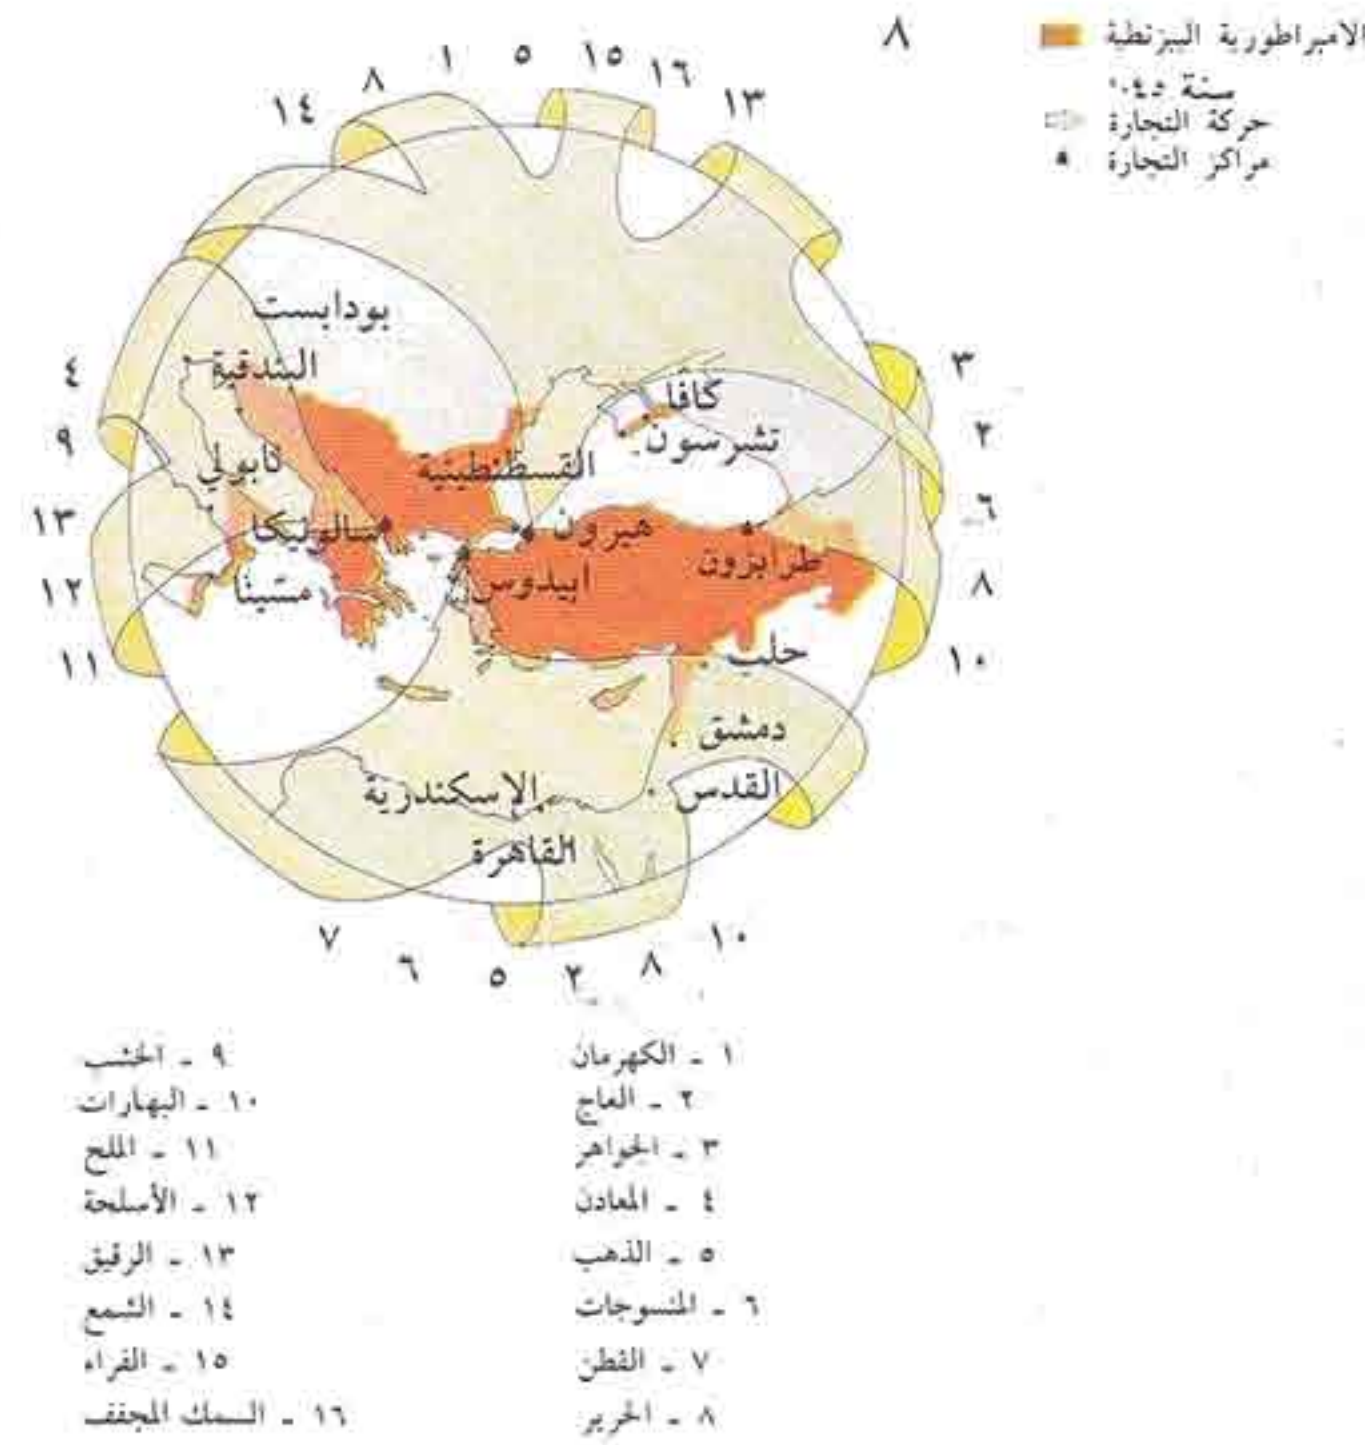 ٨
الامبراطورية البيزنطية
سنة ١٠٤٥
حركة التجارة
مراكز التجارة
١٤ ٨ ١ ٥ ١٥ ١٦ ١٣
٤
٩
١٣
١٢
١١
٣
٢
٦
٨
١٠
بودابست
البندقية
كافا
تشرسون
نابولي
القسطنطينية
سالونيكا
هيرون
طرابزون
مسّينا
ابيدوس
حلب
دمشق
القدس
الإسكندرية
القاهرة
٧ ٦ ٥ ٢ ٨ ١٠
١ ـ الكهرمان
٢ ـ العاج
٣ ـ الجواهر
٤ ـ المعادن
٥ ـ الذهب
٦ ـ المنسوجات
٧ ـ القطن
٨ ـ الحرير
٩ ـ الخشب
١٠ ـ البهارات
١١ ـ الملح
١٢ ـ الأسلحة
١٣ ـ الرقيق
١٤ ـ الشمع
١٥ ـ الفراء
١٦ ـ السمك المجفف